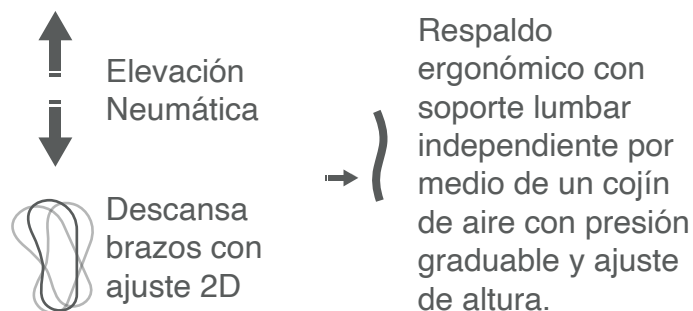 Elevación
Neumática
Descansa
brazos con
ajuste 2D
Respaldo
ergonómico con
soporte lumbar
independiente por
medio de un cojín
de aire con presión
graduable y ajuste
de altura.